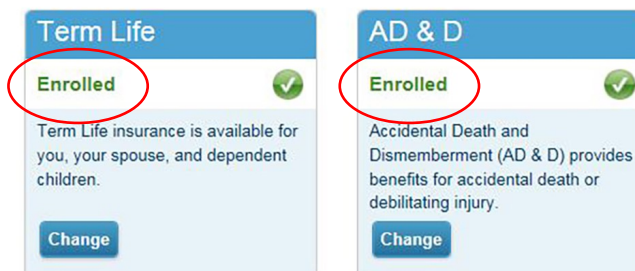 Term Life
Enrolled
Term Life insurance is available for
you, your spouse, and dependent
children.
Change
AD & D
Enrolled
Accidental Death and
Dismemberment (AD & D) provides
benefits for accidental death or
debilitating injury.
Change